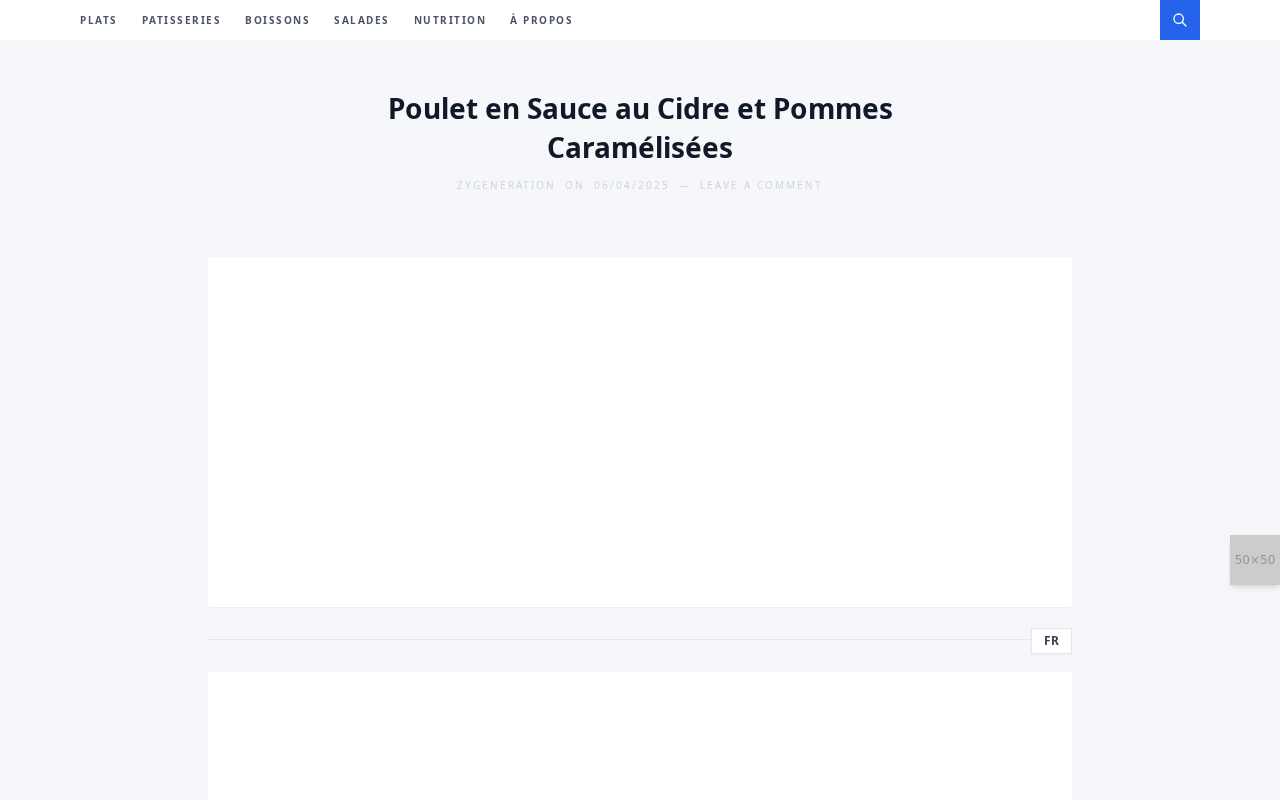 PLATS PATISSERIES BOISSONS SALADES NUTRITION À PROPOS
Poulet en Sauce au Cidre et Pommes
Caramélisées
ZYGENERATION ON 06/04/2025 — LEAVE A COMMENT
50×50
FR